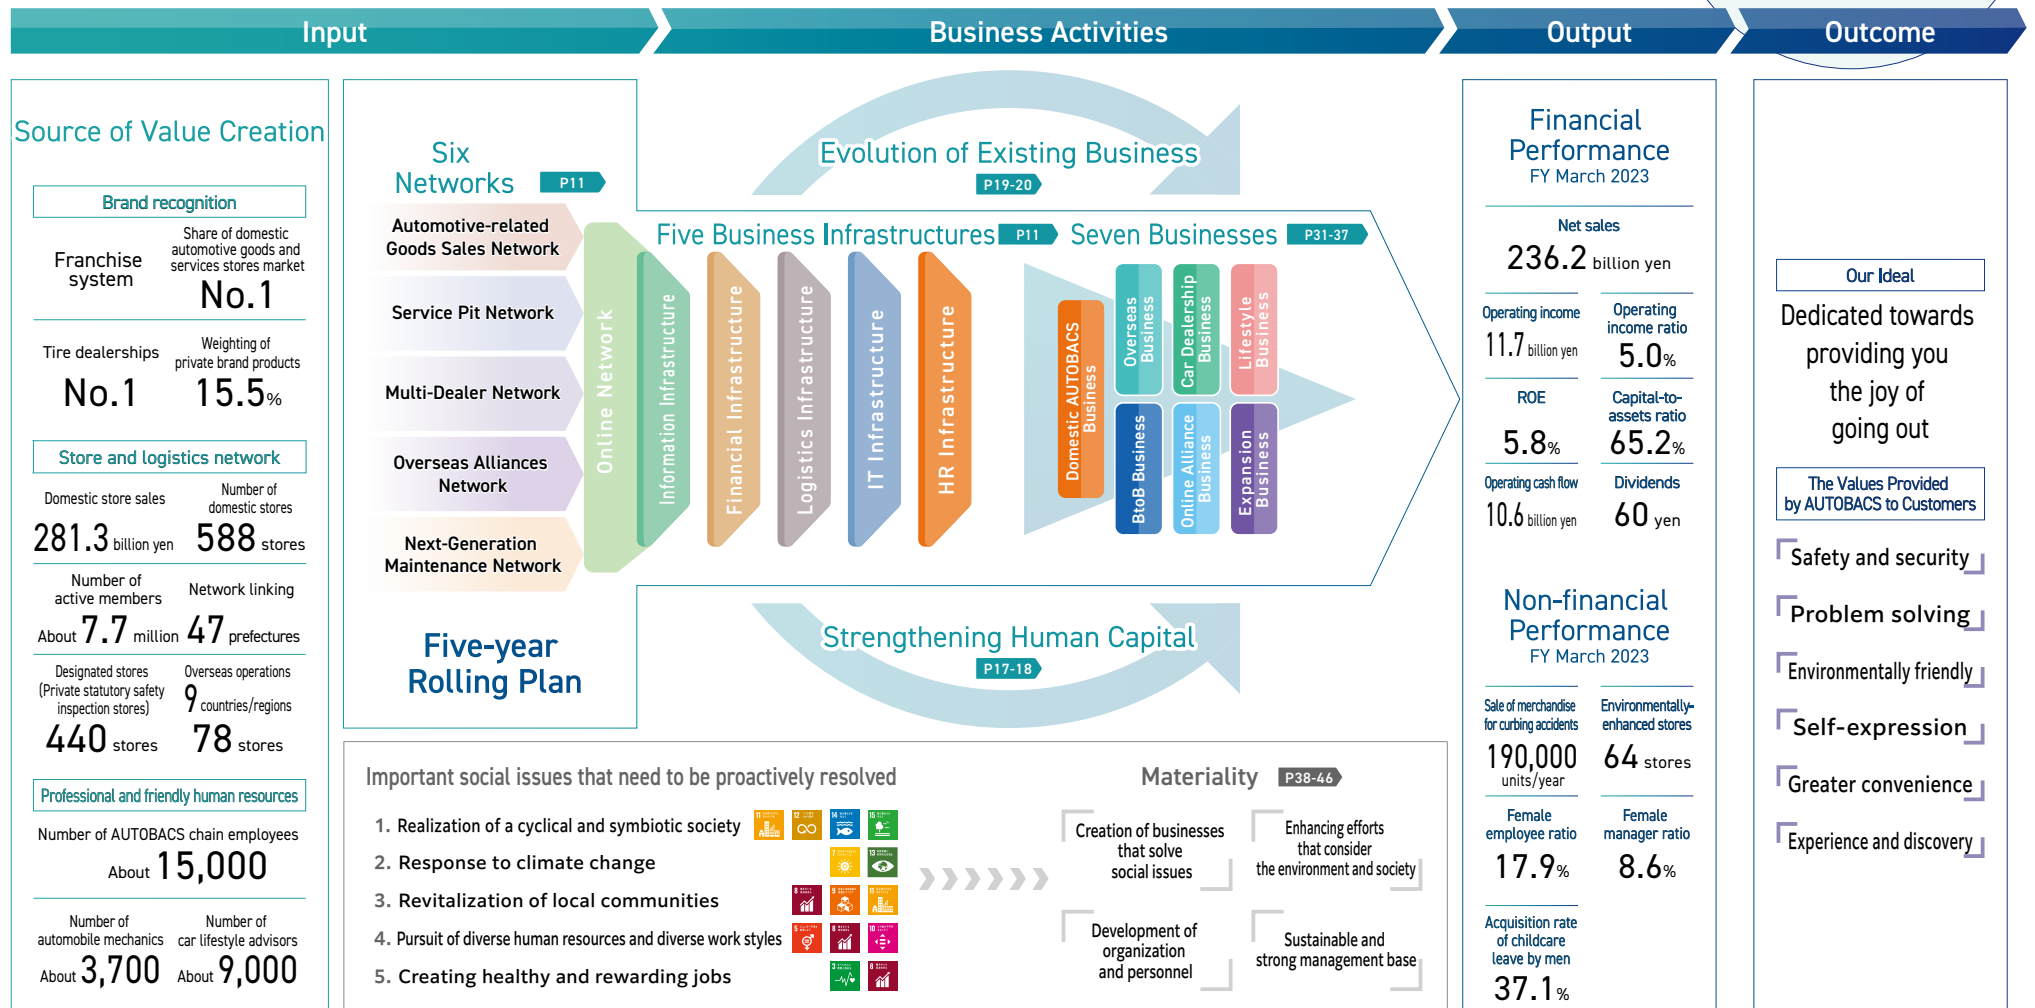 Input
Business Activities
Output
Outcome
Source of Value Creation
Brand recognition
Franchise
system
Share of domestic
automotive goods and
services stores market
No.1
Tire dealerships
No.1
Weighting of
private brand products
15.5%
Store and logistics network
Domestic store sales
281.3 billion yen
Number of
domestic stores
588 stores
Number of
active members
About 7.7 million
Network linking
47 prefectures
Designated stores
(Private statutory safety
inspection stores)
440 stores
Overseas operations
9 countries/regions
78 stores
Professional and friendly human resources
Number of AUTOBACS chain employees
About 15,000
Number of
automobile mechanics
About 3,700
Number of
car lifestyle advisors
About 9,000
Six
Networks
P11
Automotive-related
Goods Sales Network
Service Pit Network
Multi-Dealer Network
Overseas Alliances
Network
Next-Generation
Maintenance Network
Online Network
Five-year
Rolling Plan
Evolution of Existing Business
P19-20
Five Business Infrastructures
P11
Information Infrastructure
Financial Infrastructure
Logistics Infrastructure
IT Infrastructure
HR Infrastructure
Seven Businesses
P31-37
Domestic AUTOBACS
Business
Overseas
Business
Car Dealership
Business
Lifestyle
Business
BtoB Business
Online Alliance
Business
Expansion
Business
Strengthening Human Capital
P17-18
Important social issues that need to be proactively resolved
1. Realization of a cyclical and symbiotic society
11
12
14
15
2. Response to climate change
7
13
3. Revitalization of local communities
8
9
11
4. Pursuit of diverse human resources and diverse work styles
5
8
10
5. Creating healthy and rewarding jobs
3
8
Materiality
P38-46
Creation of businesses
that solve
social issues
Enhancing efforts
that consider
the environment and society
Development of
organization
and personnel
Sustainable and
strong management base
Financial
Performance
FY March 2023
Net sales
236.2 billion yen
Operating income
11.7 billion yen
Operating
income ratio
5.0%
ROE
5.8%
Capital-to-
assets ratio
65.2%
Operating cash flow
10.6 billion yen
Dividends
60 yen
Non-financial
Performance
FY March 2023
Sale of merchandise
for curbing accidents
190,000
units/year
Environmentally-
enhanced stores
64 stores
Female
employee ratio
17.9%
Female
manager ratio
8.6%
Acquisition rate
of childcare
leave by men
37.1%
Our Ideal
Dedicated towards
providing you
the joy of
going out
The Values Provided
by AUTOBACS to Customers
Safety and security
Problem solving
Environmentally friendly
Self-expression
Greater convenience
Experience and discovery